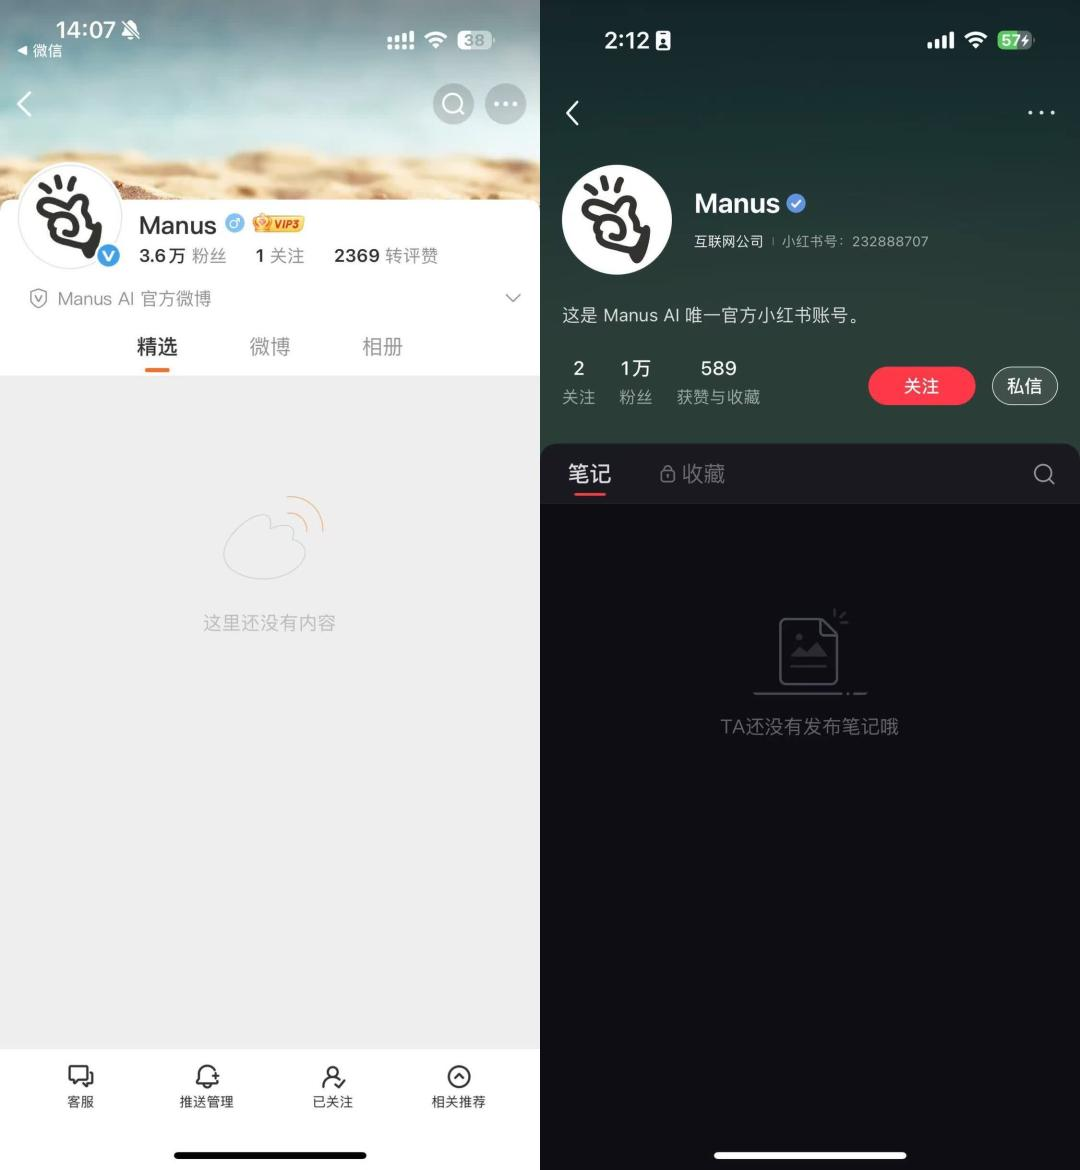 14:07
38
◀ 微信
Manus VIP3
3.6万 粉丝 1 关注 2369 转评赞
Manus AI 官方微博
精选 微博 相册
这里还没有内容
客服 推送管理 已关注 相关推荐
2:12
57
Manus
互联网公司 | 小红书号：232888707
这是 Manus AI 唯一官方小红书账号。
2 1万 589
关注 粉丝 获赞与收藏
关注 私信
笔记 收藏
TA还没有发布笔记哦